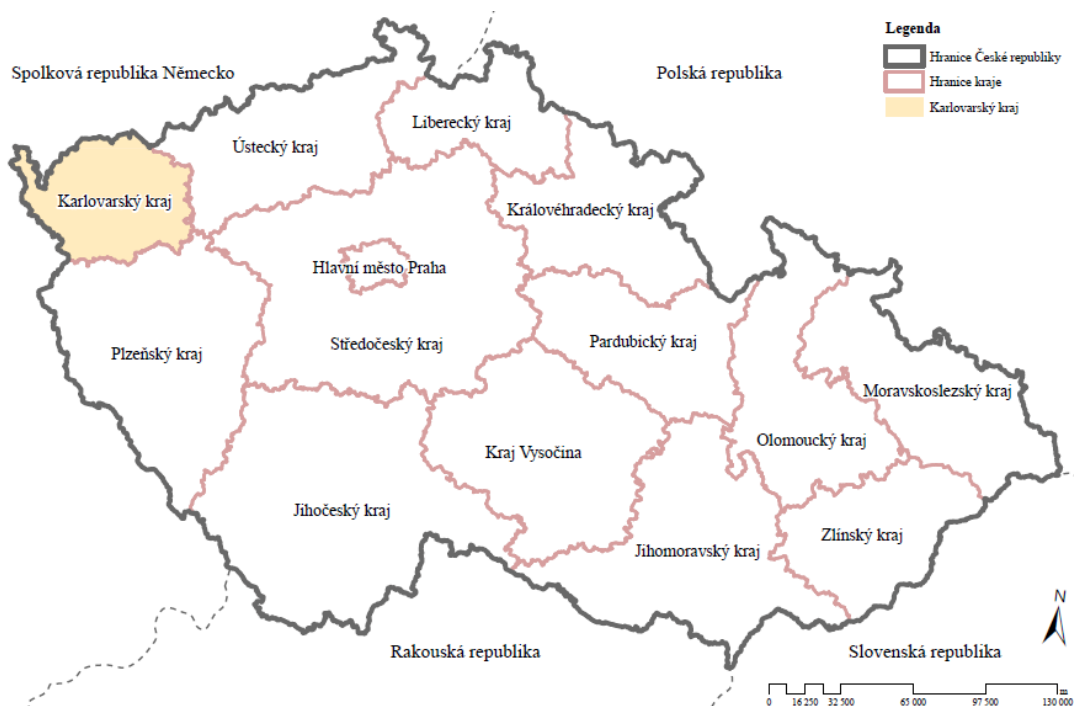 Legenda
Hranice České republiky
Hranice kraje
Karlovarský kraj
Spolková republika Německo
Polská republika
Liberecký kraj
Ústecký kraj
Karlovarský kraj
Královéhradecký kraj
Hlavní město Praha
Středočeský kraj
Pardubický kraj
Plzeňský kraj
Moravskoslezský kraj
Olomoucký kraj
Kraj Vysočina
Jihočeský kraj
Zlínský kraj
Jihomoravský kraj
N
Rakouská republika
Slovenská republika
m
0 16 250 32 500 65 000 97 500 130 000